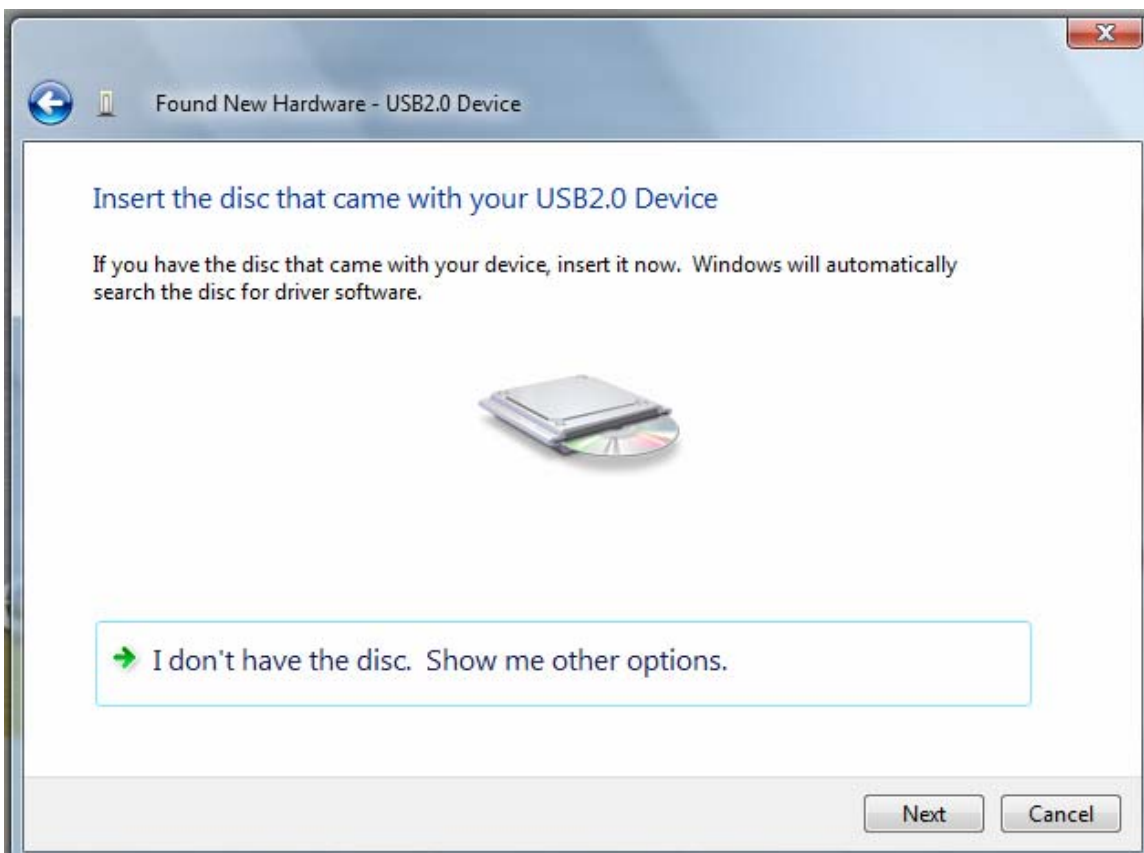 Found New Hardware - USB2.0 Device
Insert the disc that came with your USB2.0 Device
If you have the disc that came with your device, insert it now.  Windows will automatically
search the disc for driver software.
I don't have the disc.  Show me other options.
Next
Cancel